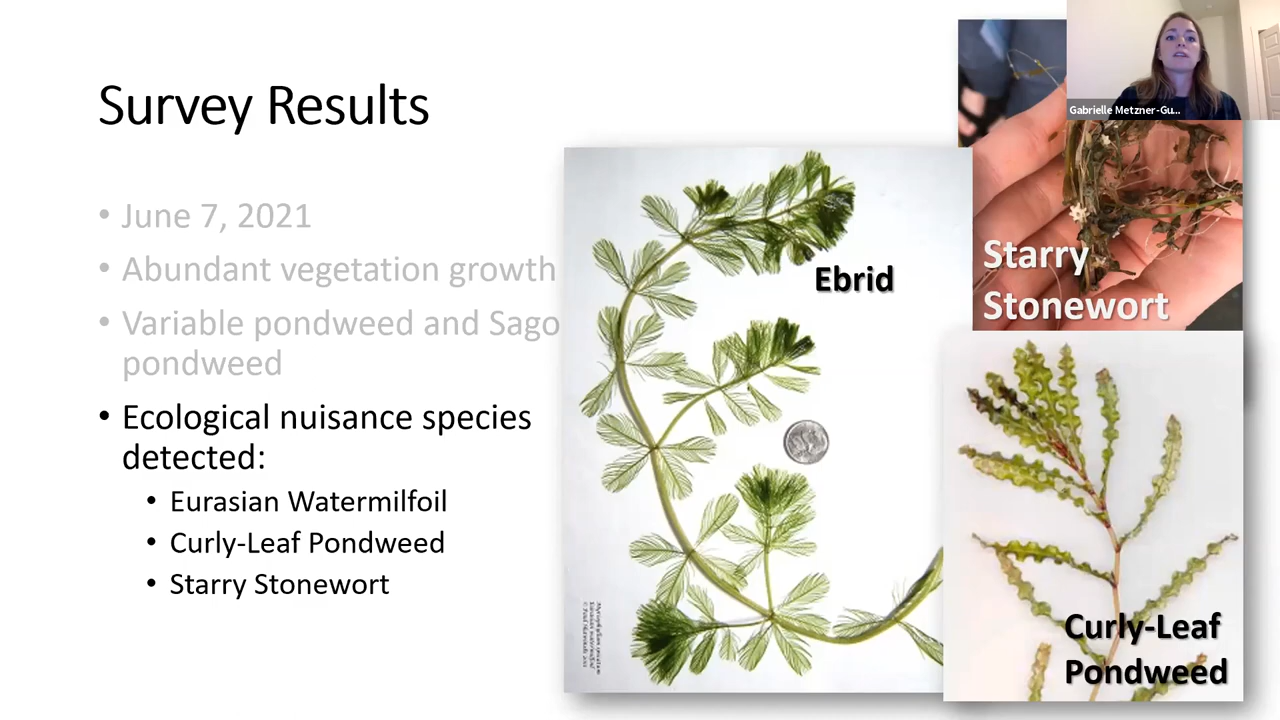 Survey Results
• June 7, 2021
• Abundant vegetation growth
• Variable pondweed and Sago
pondweed
• Ecological nuisance species
detected:
• Eurasian Watermilfoil
• Curly-Leaf Pondweed
• Starry Stonewort
Ebrid
Starry
Stonewort
Curly-Leaf
Pondweed
Gabrielle Metzner-Gu...